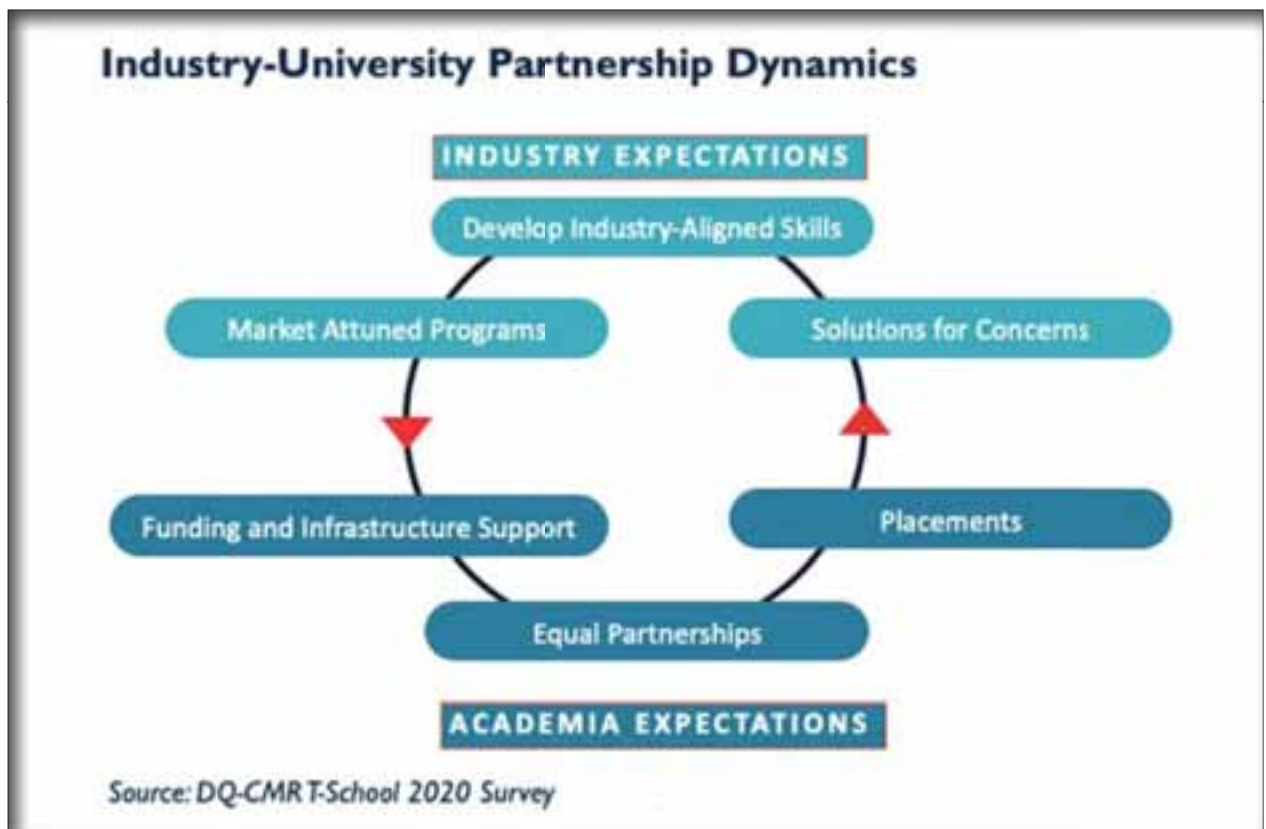 Industry-University Partnership Dynamics
INDUSTRY EXPECTATIONS
Develop Industry-Aligned Skills
Market Attuned Programs
Solutions for Concerns
Funding and Infrastructure Support
Placements
Equal Partnerships
ACADEMIA EXPECTATIONS
Source: DQ-CMR T-School 2020 Survey